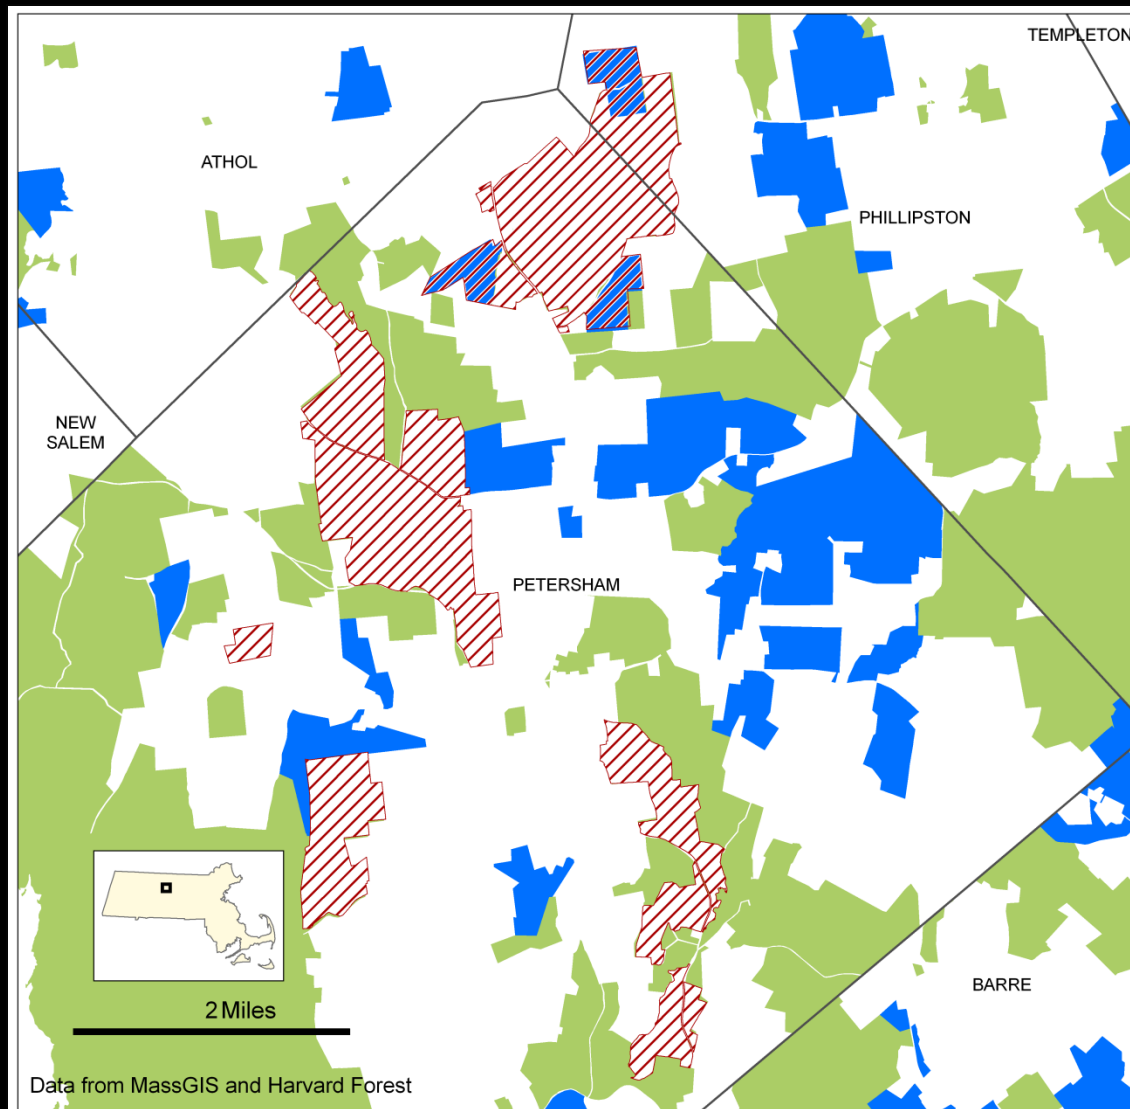 TEMPLETON
ATHOL
PHILLIPSTON
NEW
SALEM
PETERSHAM
BARRE
2 Miles
Data from MassGIS and Harvard Forest